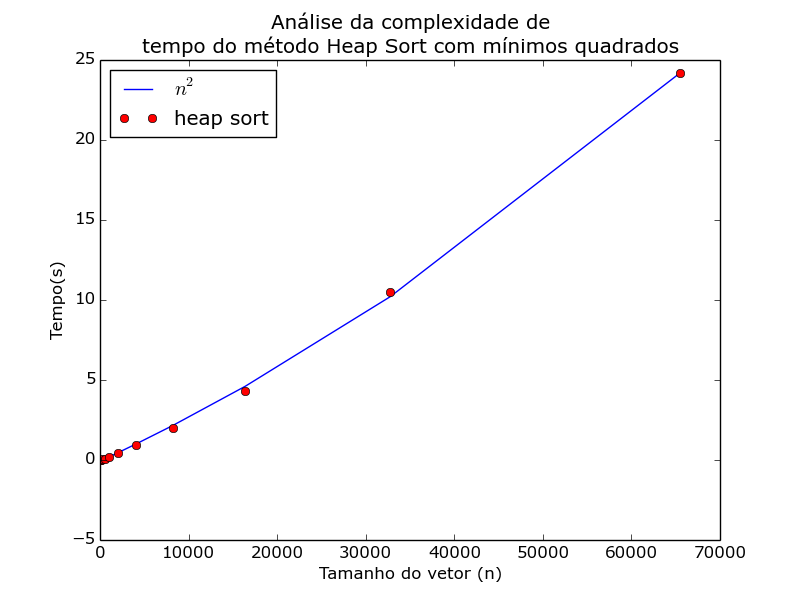 Análise da complexidade de
tempo do método Heap Sort com mínimos quadrados
n²
heap sort
25
20
15
10
5
0
−5
Tempo(s)
0 10000 20000 30000 40000 50000 60000 70000
Tamanho do vetor (n)